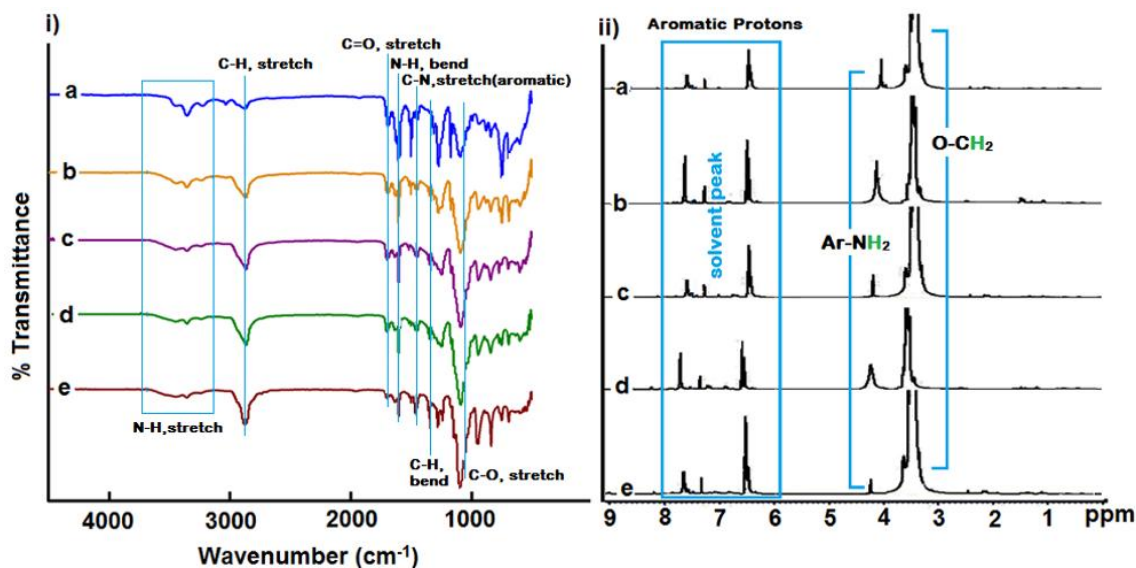 i)
C=O, stretch
N-H, bend
C-H, stretch
C-N,stretch(aromatic)
a
b
c
d
e
N-H,stretch
C-H,
bend
C-O, stretch
% Transmittance
4000
3000
2000
1000
Wavenumber (cm⁻¹)
Aromatic Protons
ii)
a
b
c
d
e
solvent peak
O-CH₂
Ar-NH₂
9
8
7
6
5
4
3
2
1
ppm